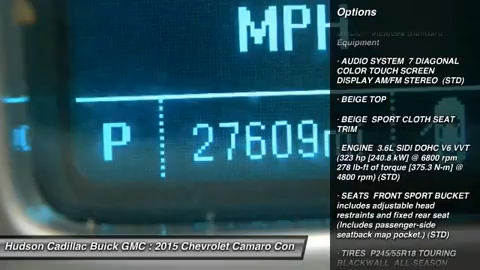 MPH
P 27609m
Hudson Cadillac Buick GMC : 2015 Chevrolet Camaro Con
Options
Equipment
· AUDIO SYSTEM 7 DIAGONAL
COLOR TOUCH SCREEN
DISPLAY AM/FM STEREO (STD)
· BEIGE TOP
· BEIGE SPORT CLOTH SEAT
TRIM
· ENGINE 3.6L SIDI DOHC V6 VVT
(323 hp [240.8 kW] @ 6800 rpm
278 lb-ft of torque [375.3 N-m] @
4800 rpm) (STD)
· SEATS FRONT SPORT BUCKET
includes adjustable head
restraints and fixed rear seat
(Includes passenger-side
seatback map pocket.) (STD)
· TIRES P245/55R18 TOURING
BLACKWALL ALL-SEASON